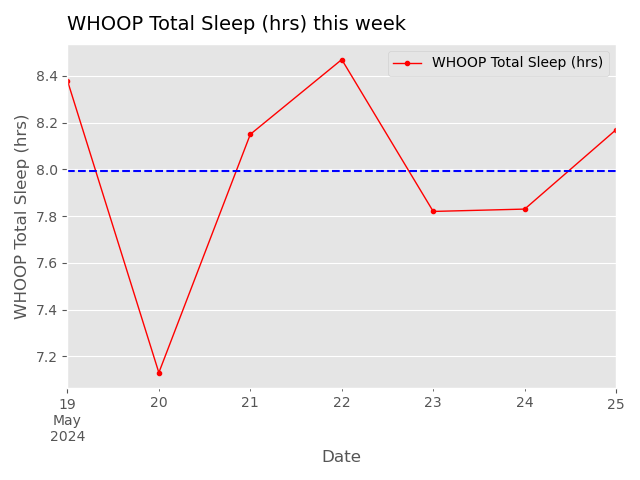 WHOOP Total Sleep (hrs) this week
WHOOP Total Sleep (hrs)
8.4
8.2
8.0
7.8
7.6
7.4
7.2
WHOOP Total Sleep (hrs)
19 20 21 22 23 24 25
May
2024
Date